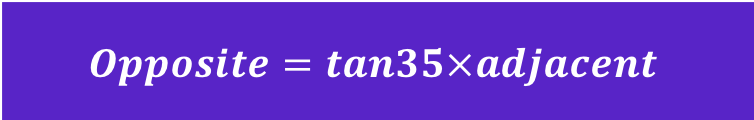 Opposite = tan35×adjacent